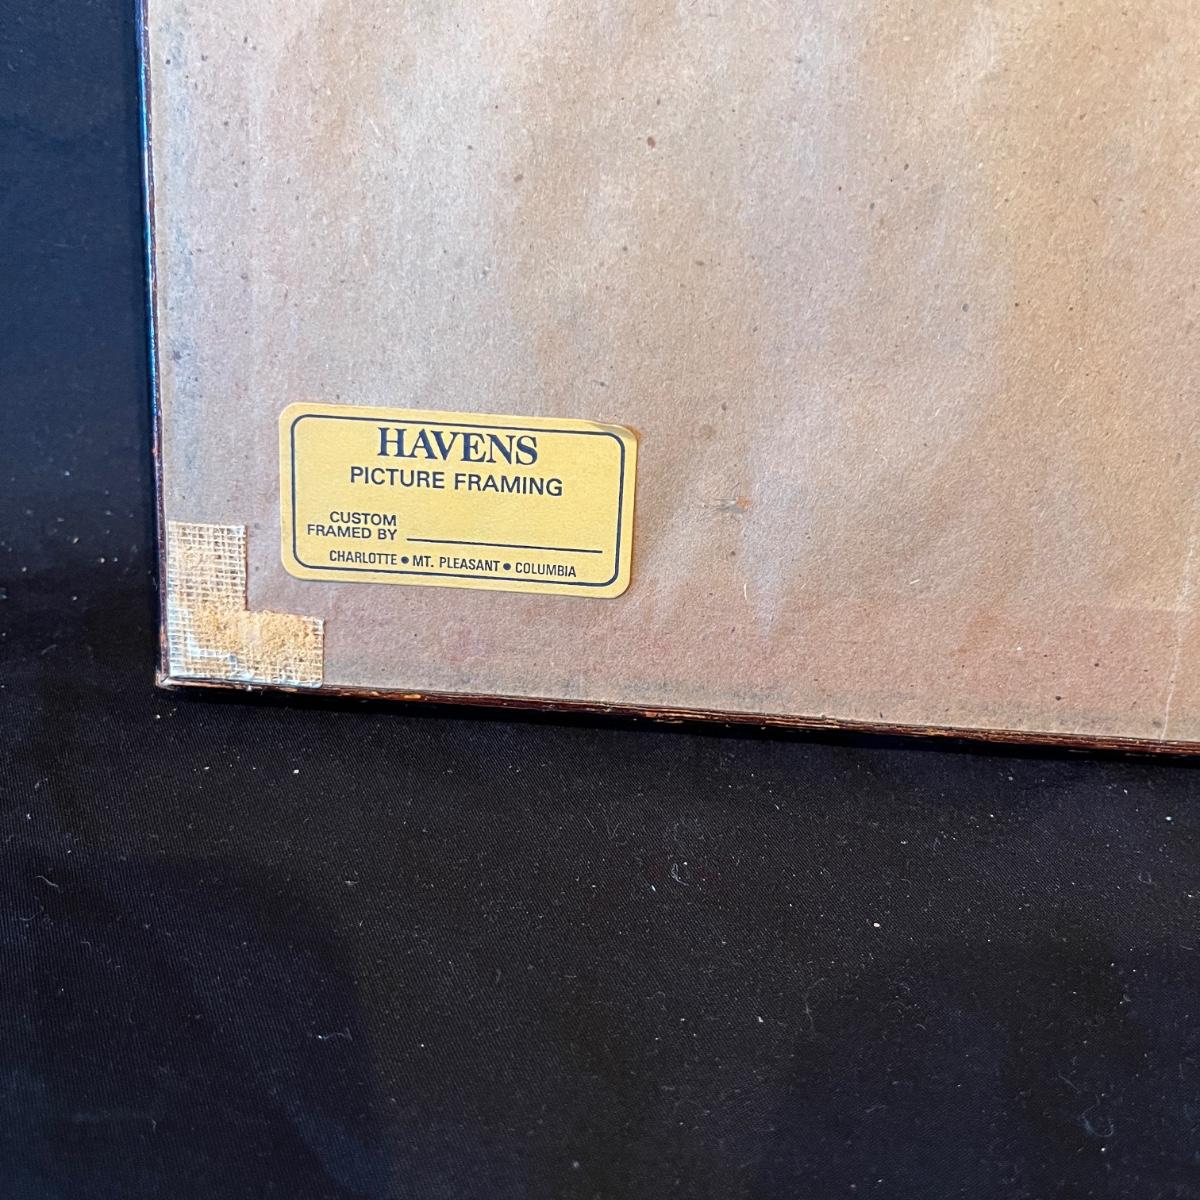 HAVENS
PICTURE FRAMING
CUSTOM
FRAMED BY
CHARLOTTE • MT. PLEASANT • COLUMBIA